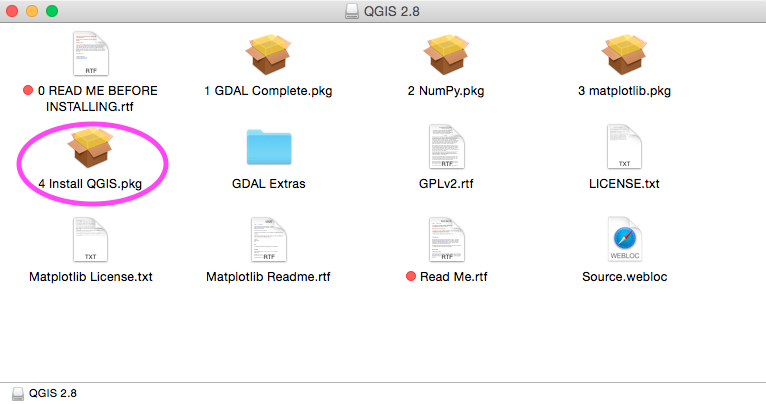 QGIS 2.8
RTF
0 READ ME BEFORE
INSTALLING.rtf
1 GDAL Complete.pkg
2 NumPy.pkg
3 matplotlib.pkg
4 Install QGIS.pkg
GDAL Extras
RTF
GPLv2.rtf
TXT
LICENSE.txt
TXT
Matplotlib License.txt
RTF
Matplotlib Readme.rtf
RTF
Read Me.rtf
WEBLOC
Source.webloc
QGIS 2.8